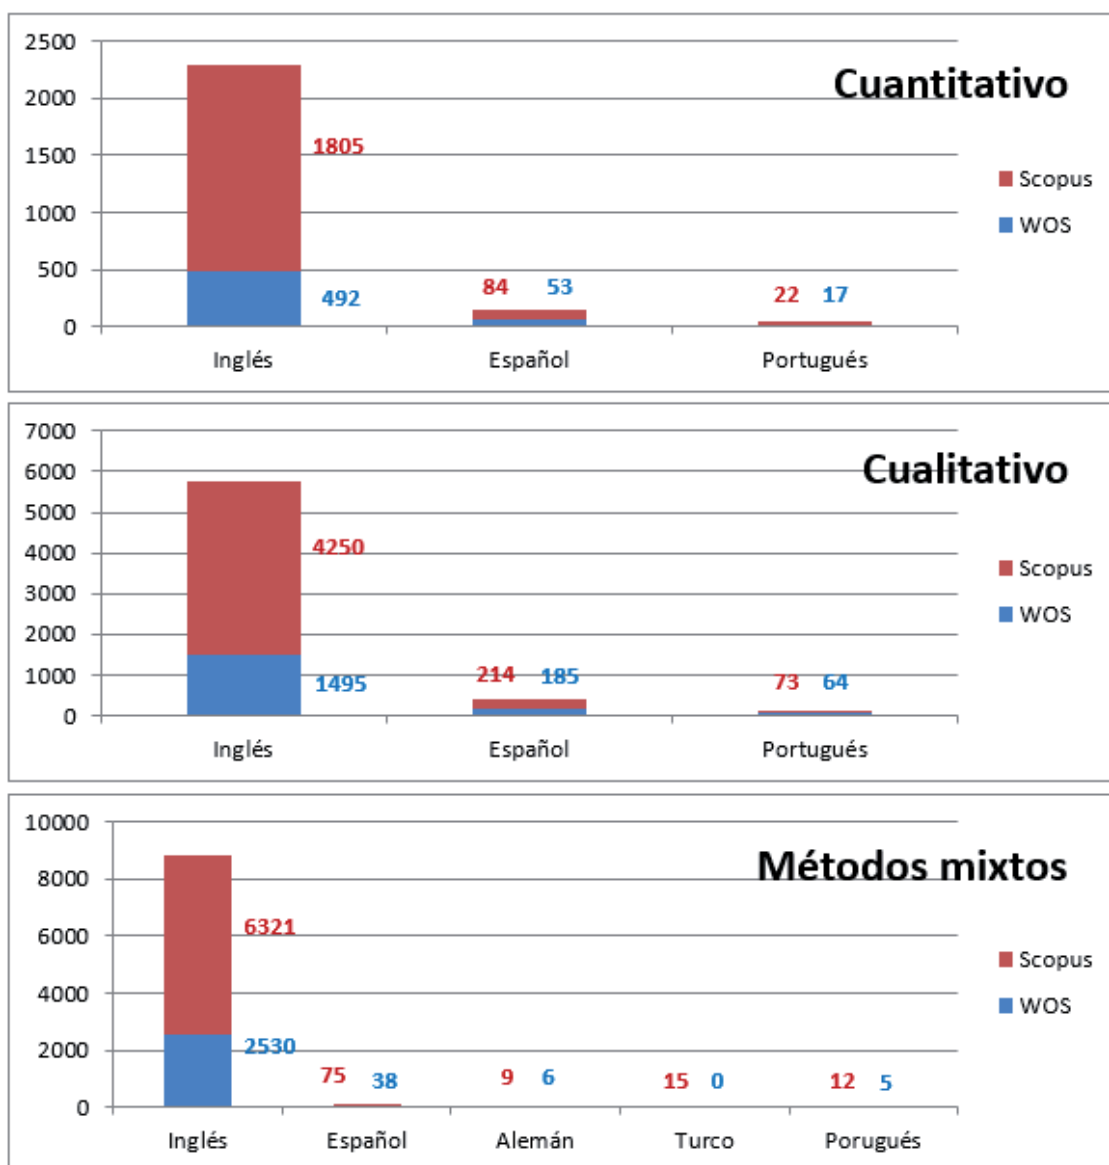 2500
Cuantitativo
2000
1805
1500
Scopus
1000
WOS
500
84 53
22 17
492
0
Inglés Español Portugués
7000
Cualitativo
6000
5000
4250
4000
Scopus
3000
WOS
2000
214 185
73 64
1000
1495
0
Inglés Español Portugués
10000
Métodos mixtos
8000
6321
6000
Scopus
4000
WOS
2000
2530
75 38
9 6
15 0
12 5
0
Inglés Español Alemán Turco Porugués